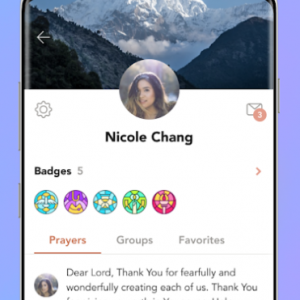 3
Nicole Chang
Badges 5
Prayers Groups Favorites
Dear Lord, Thank You for fearfully and
wonderfully creating each of us. Thank You